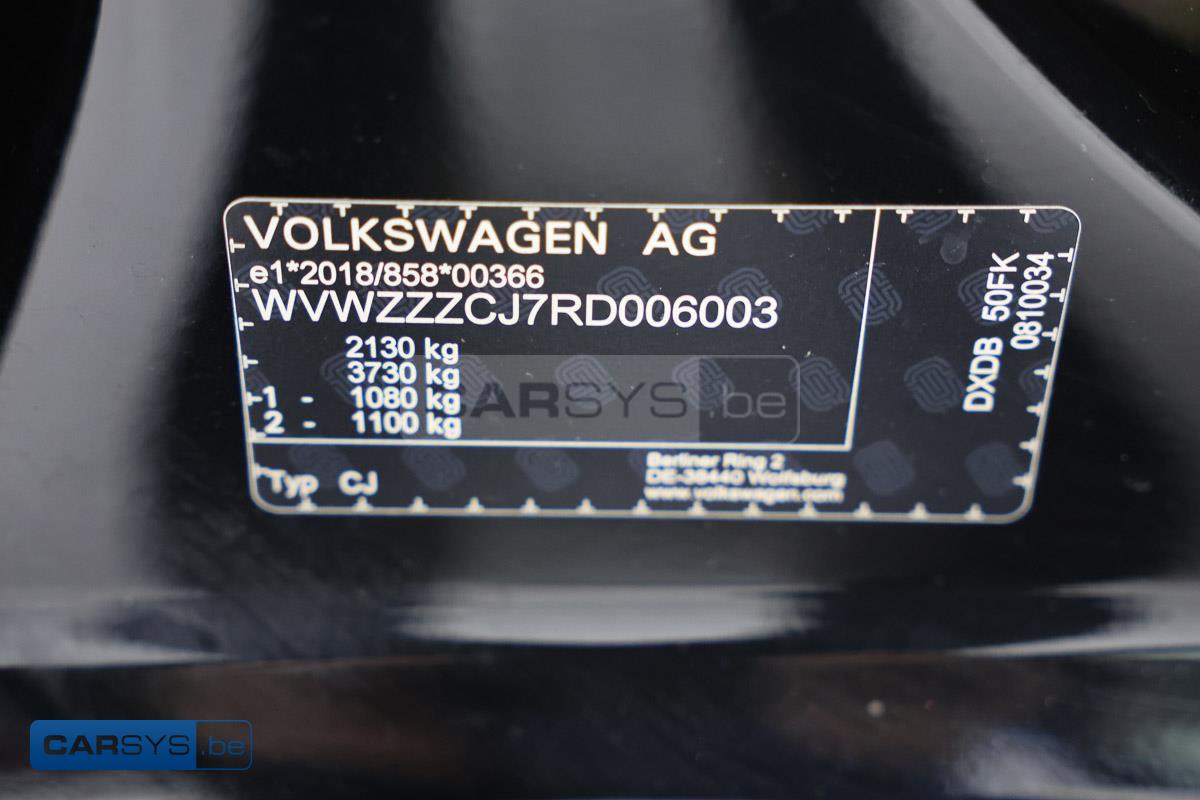 VOLKSWAGEN AG
e1*2018/858*00366
WVWZZZCJ7RD006003
2130 kg
3730 kg
1 - 1080 kg
2 - 1100 kg
Typ CJ
Berliner Ring 2
DE-38440 Wolfsburg
www.volkswagen.com
DXDB 50FK
0810034
CARSYS.be
CARSYS.be